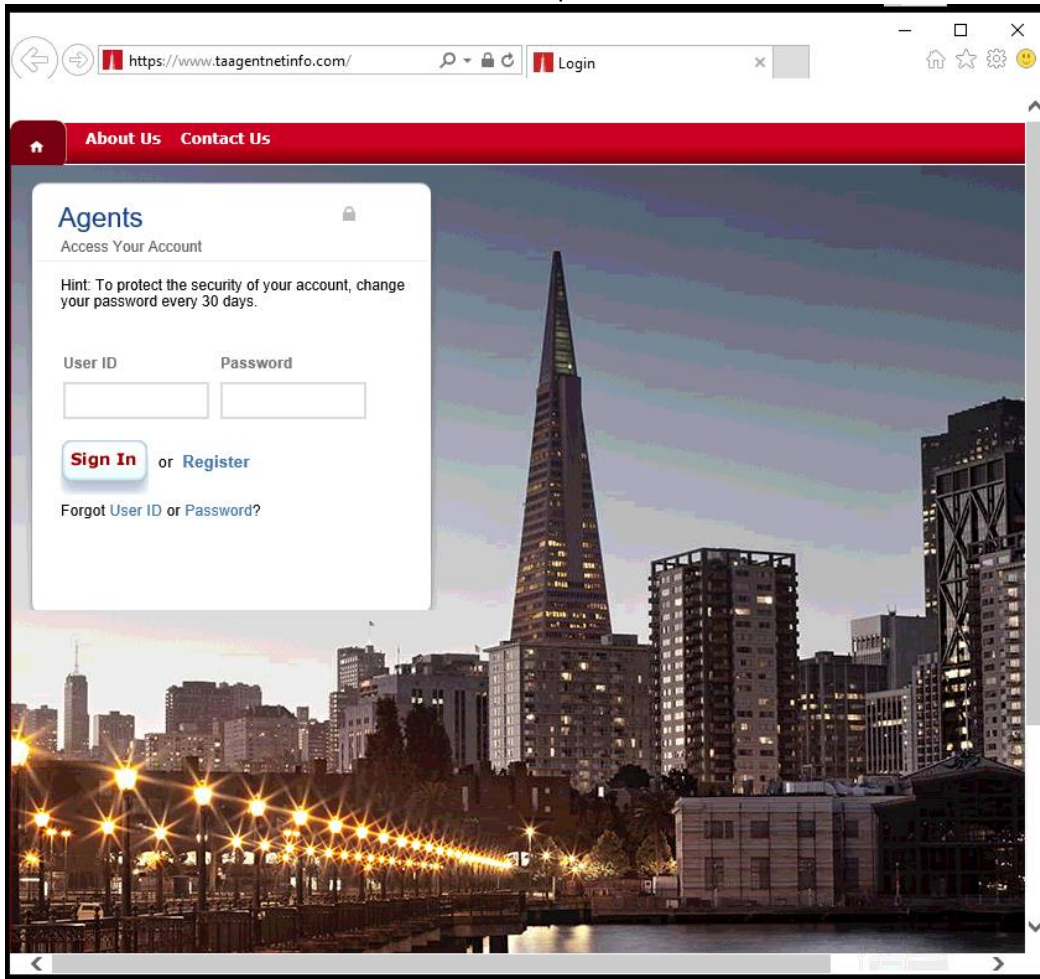 https://www.taagentnetinfo.com/
Login
About Us Contact Us
Agents
Access Your Account
Hint: To protect the security of your account, change
your password every 30 days.
User ID Password
Sign In or Register
Forgot User ID or Password?